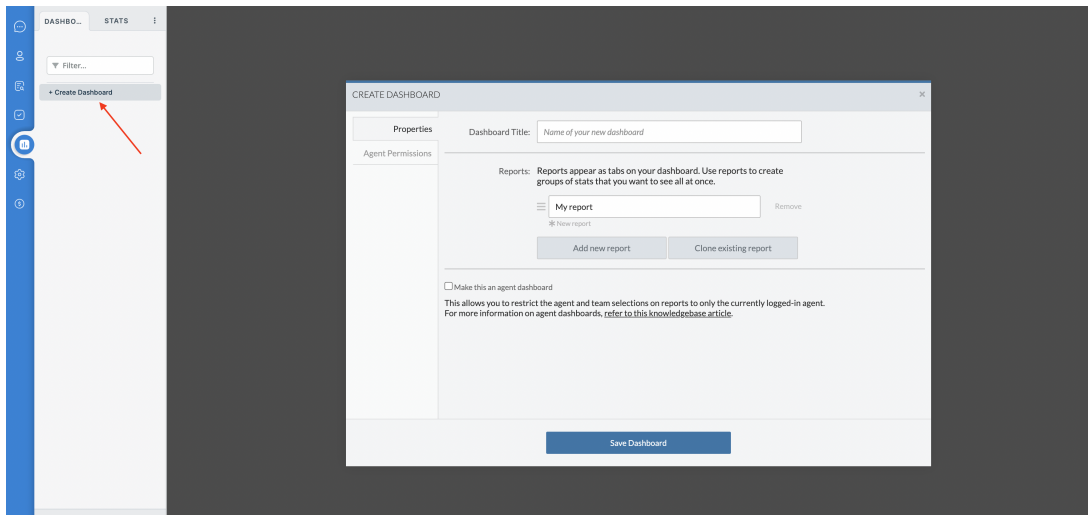 DASHBO...
STATS
Filter...
+ Create Dashboard
CREATE DASHBOARD
×
Properties
Agent Permissions
Dashboard Title:
Name of your new dashboard
Reports:
Reports appear as tabs on your dashboard. Use reports to create
groups of stats that you want to see all at once.
My report
Remove
✱ New report
Add new report
Clone existing report
Make this an agent dashboard
This allows you to restrict the agent and team selections on reports to only the currently logged-in agent.
For more information on agent dashboards, refer to this knowledgebase article.
Save Dashboard